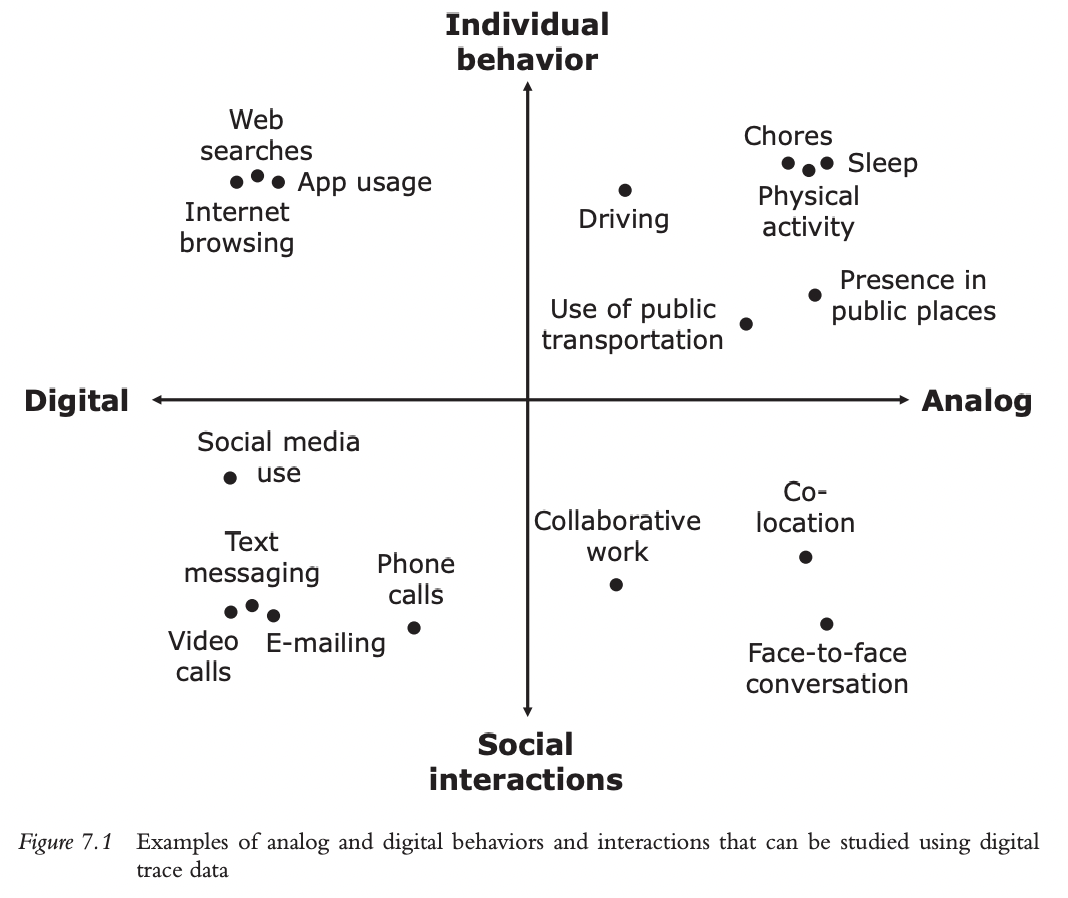 Individual
behavior
Web
searches
App usage
Internet
browsing
Chores
Sleep
Physical
activity
Driving
Presence in
public places
Use of public
transportation
Digital
Analog
Social media
use
Text
messaging
Phone
calls
Video
calls
E-mailing
Collaborative
work
Co-
location
Face-to-face
conversation
Social
interactions
Figure 7.1 Examples of analog and digital behaviors and interactions that can be studied using digital
trace data